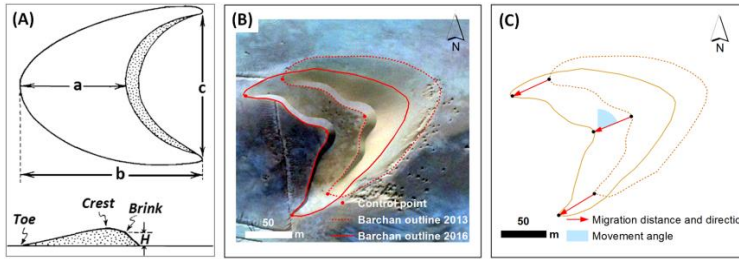 (A)
a
c
b
Crest
Brink
Toe
H
(B)
N
Control point
Barchan outline 2013
Barchan outline 2016
50
m
(C)
N
50
m
Migration distance and direction
Movement angle